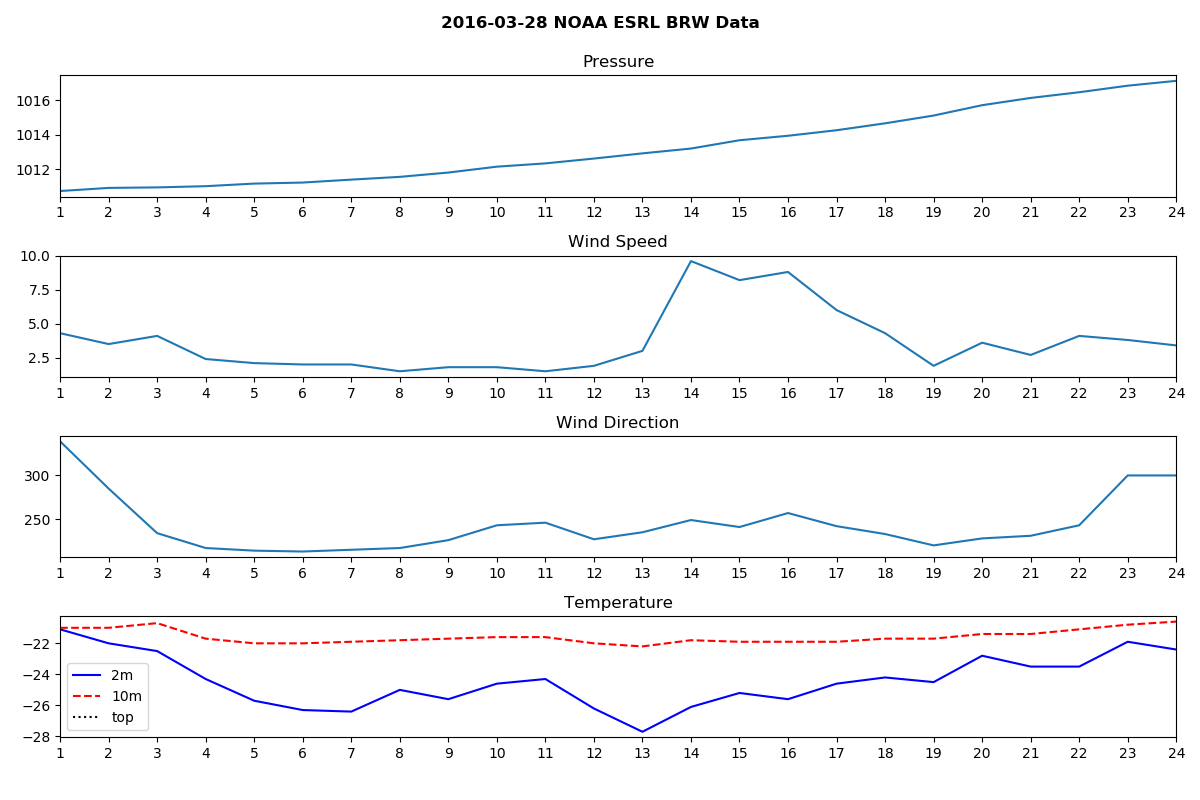 2016-03-28 NOAA ESRL BRW Data
Pressure
1016
1014
1012
1 2 3 4 5 6 7 8 9 10 11 12 13 14 15 16 17 18 19 20 21 22 23 24
Wind Speed
10.0
7.5
5.0
2.5
1 2 3 4 5 6 7 8 9 10 11 12 13 14 15 16 17 18 19 20 21 22 23 24
Wind Direction
300
250
1 2 3 4 5 6 7 8 9 10 11 12 13 14 15 16 17 18 19 20 21 22 23 24
Temperature
−22
−24
−26
−28
2m
10m
top
1 2 3 4 5 6 7 8 9 10 11 12 13 14 15 16 17 18 19 20 21 22 23 24